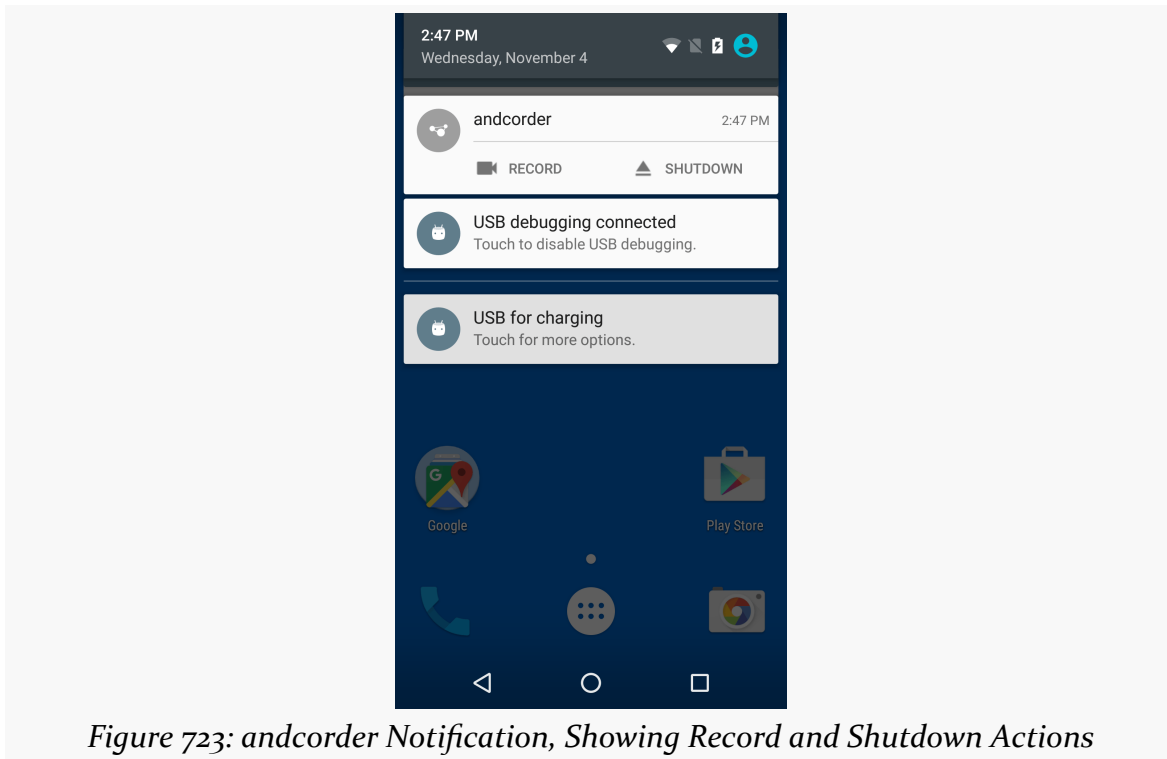 2:47 PM
Wednesday, November 4
andcorder 2:47 PM
RECORD SHUTDOWN
USB debugging connected
Touch to disable USB debugging.
USB for charging
Touch for more options.
G
Google Play Store
Figure 723: andcorder Notification, Showing Record and Shutdown Actions